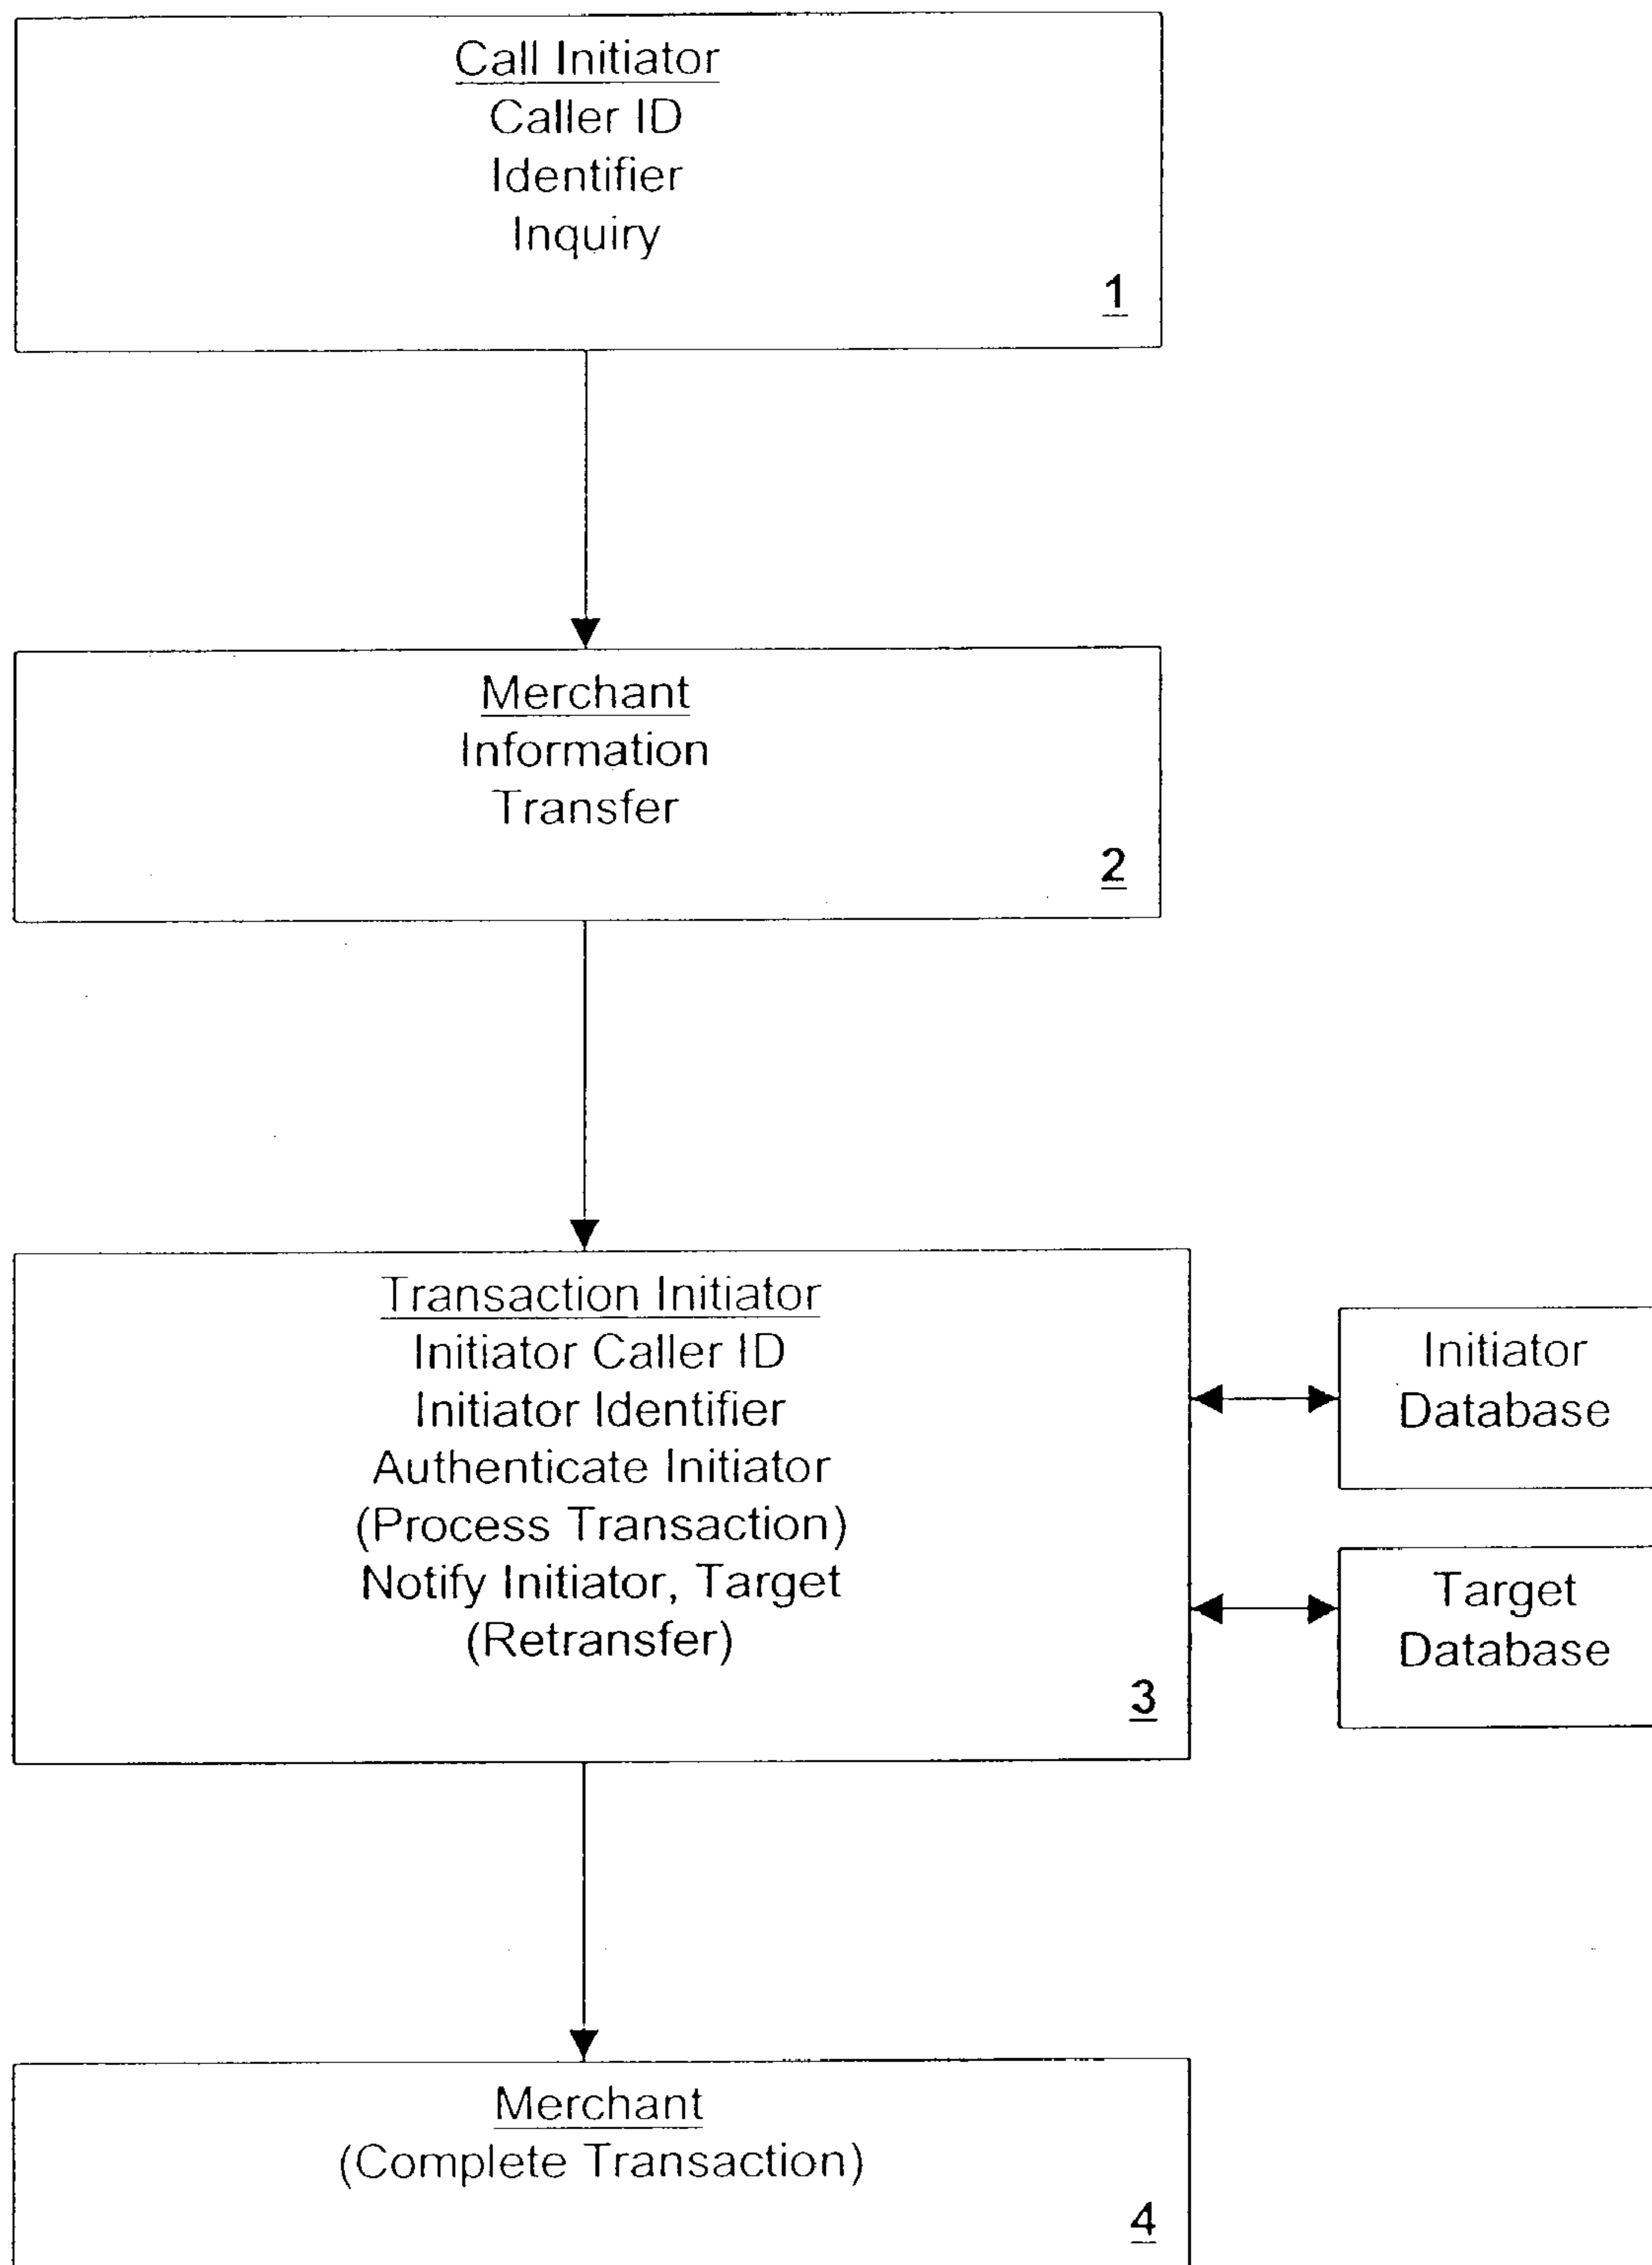 Call Initiator
Caller ID
Identifier
Inquiry
1
Merchant
Information
Transfer
2
Transaction Initiator
Initiator Caller ID
Initiator Identifier
Authenticate Initiator
(Process Transaction)
Notify Initiator, Target
(Retransfer)
3
Initiator
Database
Target
Database
Merchant
(Complete Transaction)
4